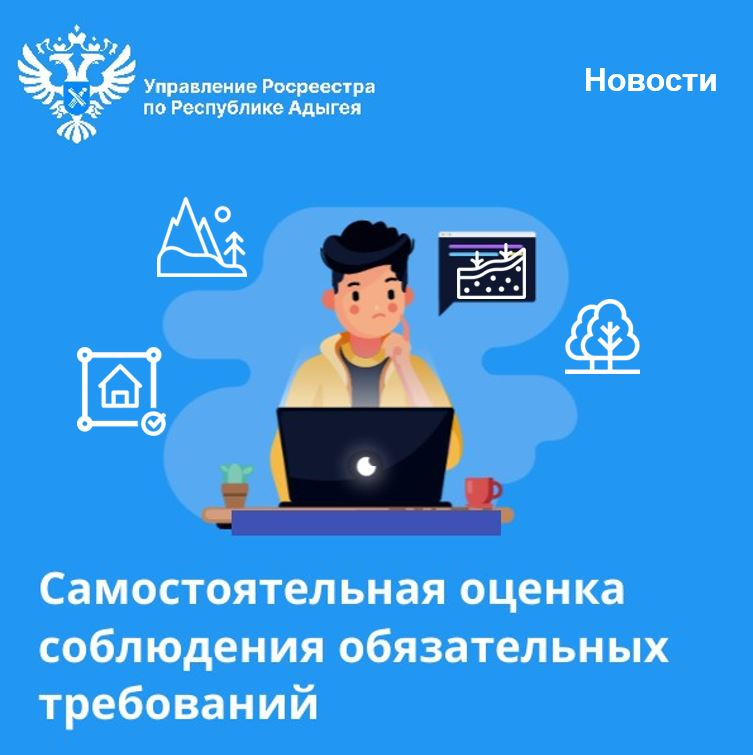 Управление Росреестра
по Республике Адыгея
Новости
Самостоятельная оценка
соблюдения обязательных
требований